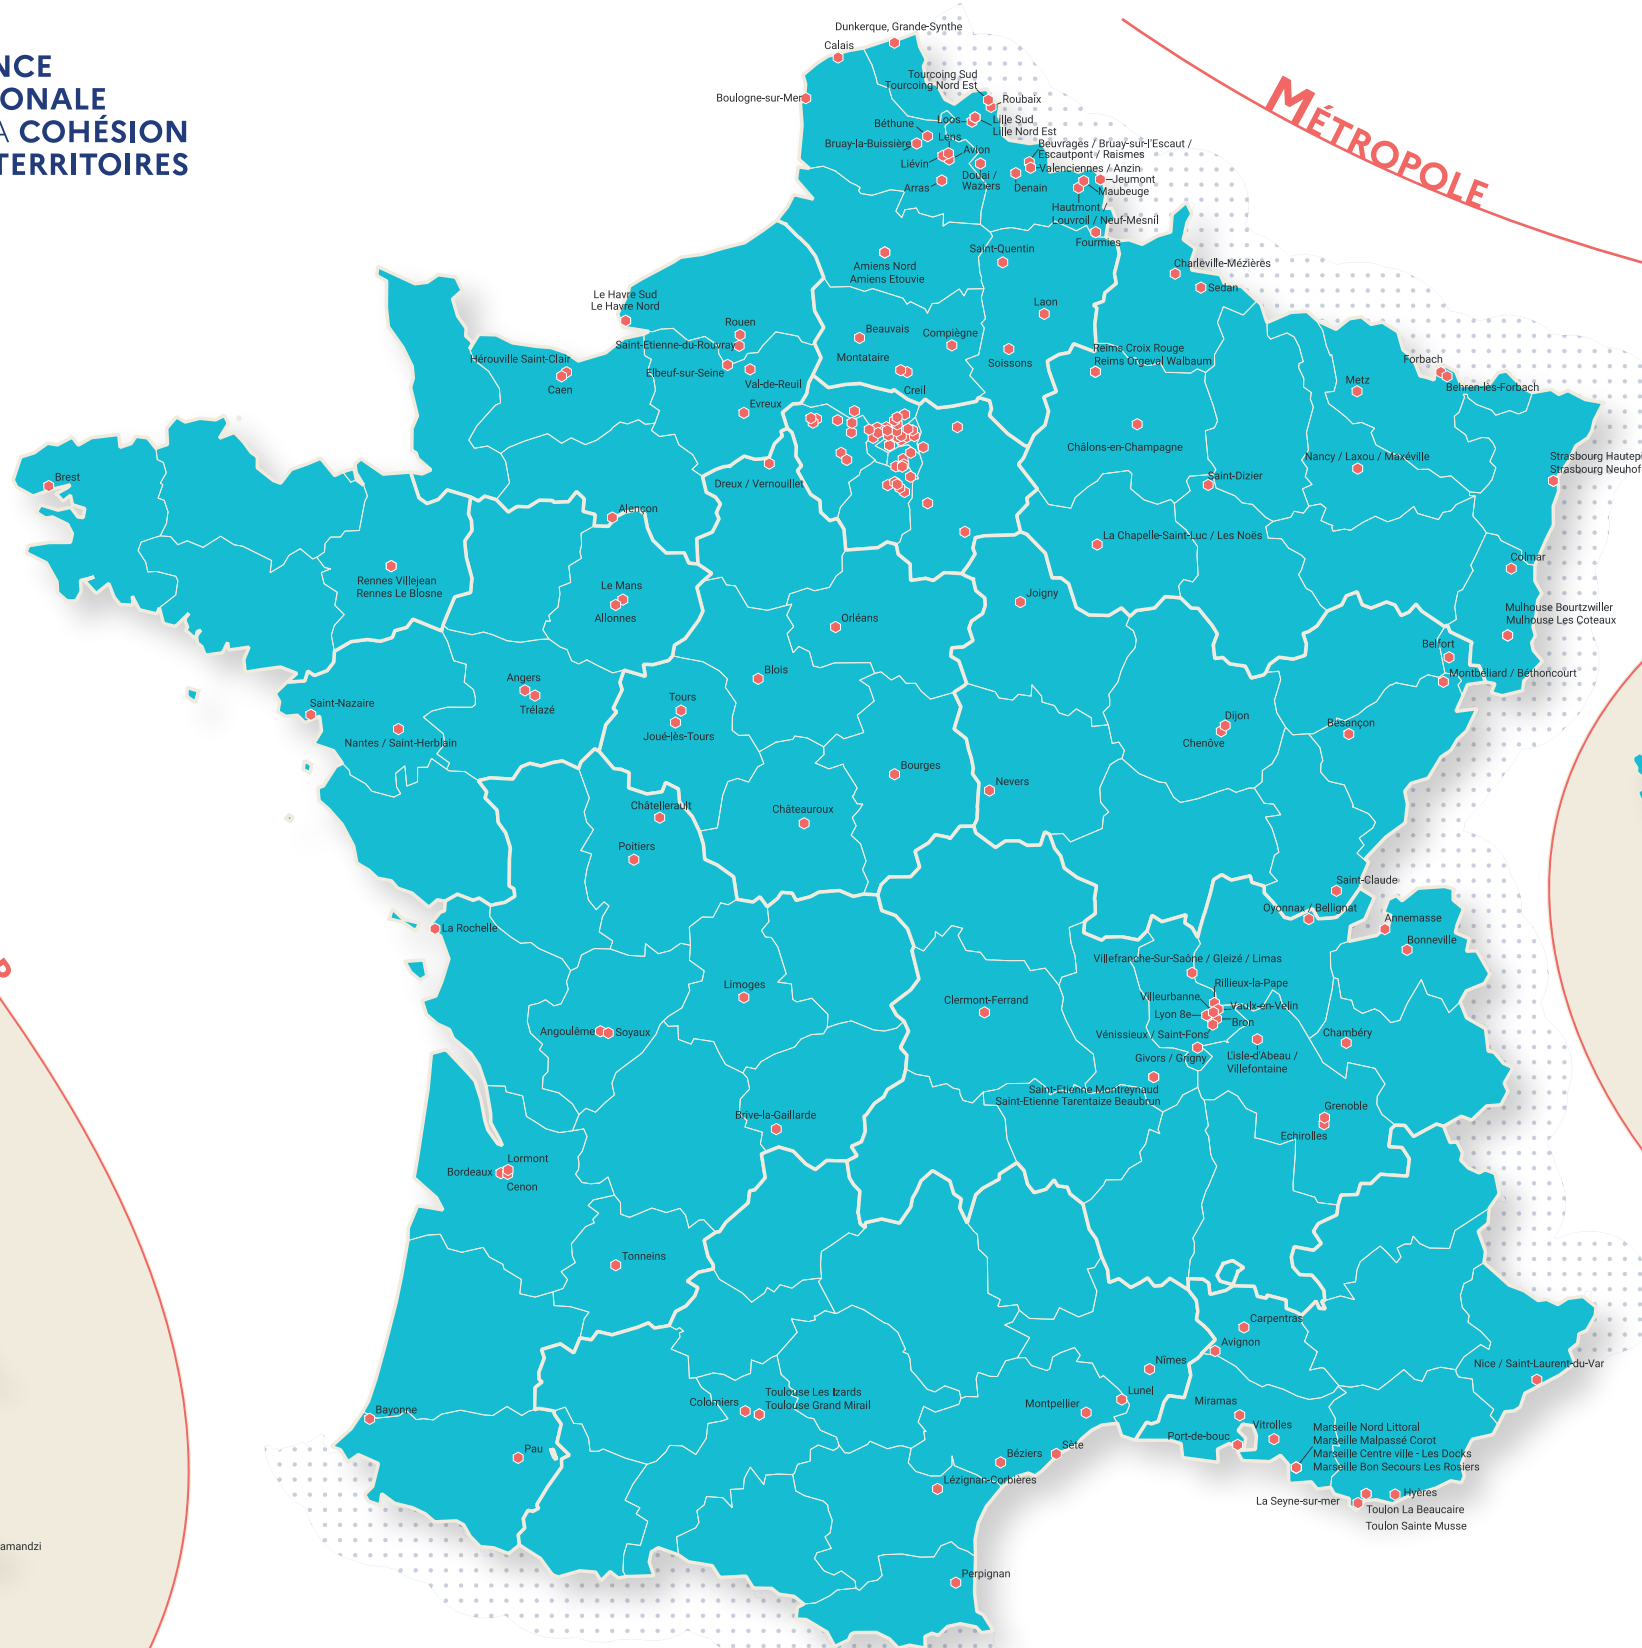 NCE
ONALE
A COHÉSION
TERRITOIRES
MÉTROPOLE
Dunkerque, Grande-Synthe
Calais
Tourcoing Sud
Tourcoing Nord Est
Boulogne-sur-Mer
Roubaix
Béthune
Loos
Lille Sud
Lille Nord Est
Bruay-la-Buissière
Lens
Avion
Beuvrages / Bruay-sur-l'Escaut /
Escautpont / Raismes
Liévin
Valenciennes / Anzin
Douai /
Waziers
Arras
Denain
Jeumont
Maubeuge
Hautmont /
Louvroil / Neuf-Mesnil
Fourmies
Saint-Quentin
Amiens Nord
Amiens Etouvie
Charleville-Mézières
Sedan
Le Havre Sud
Le Havre Nord
Laon
Rouen
Beauvais
Compiègne
Saint-Etienne-du-Rouvray
Soissons
Reims Croix Rouge
Reims Orgeval Walbaum
Hérouville Saint-Clair
Montataire
Forbach
Caen
Elbeuf-sur-Seine
Val-de-Reuil
Creil
Metz
Behren-lès-Forbach
Evreux
Châlons-en-Champagne
Nancy / Laxou / Maxéville
Strasbourg Hautepi
Strasbourg Neuhof
Brest
Dreux / Vernouillet
Saint-Dizier
Alençon
La Chapelle-Saint-Luc / Les Noës
Colmar
Rennes Villejean
Rennes Le Blosne
Le Mans
Allonnes
Joigny
Orléans
Mulhouse Bourtzwiller
Mulhouse Les Coteaux
Belfort
Montbéliard / Béthoncourt
Blois
Angers
Trélazé
Saint-Nazaire
Tours
Joué-lès-Tours
Nantes / Saint-Herblain
Dijon
Chenôve
Besançon
Bourges
Nevers
Châtellerault
Châteauroux
Poitiers
Saint-Claude
Oyonnax / Bellignat
Annemasse
La Rochelle
Bonneville
Villefranche-Sur-Saône / Gleizé / Limas
Limoges
Clermont-Ferrand
Rillieux-la-Pape
Villeurbanne
Vaulx-en-Velin
Lyon 8e
Bron
Angoulême
Soyaux
Vénissieux / Saint-Fons
Chambéry
Givors / Grigny
L'isle-d'Abeau /
Villefontaine
Saint-Etienne Montreynaud
Saint-Etienne Tarentaize Beaubrun
Brive-la-Gaillarde
Grenoble
Echirolles
Lormont
Bordeaux
Cenon
Tonneins
Carpentras
Avignon
Nîmes
Nice / Saint-Laurent-du-Var
Colomiers
Toulouse Les Izards
Toulouse Grand Mirail
Lunel
Montpellier
Miramas
Bayonne
Vitrolles
Port-de-bouc
Marseille Nord Littoral
Marseille Malpassé Corot
Marseille Centre ville - Les Docks
Marseille Bon Secours Les Rosiers
Pau
Béziers
Sète
Lézignan-Corbières
La Seyne-sur-mer
Hyères
Toulon La Beaucaire
Toulon Sainte Musse
amandzi
Perpignan